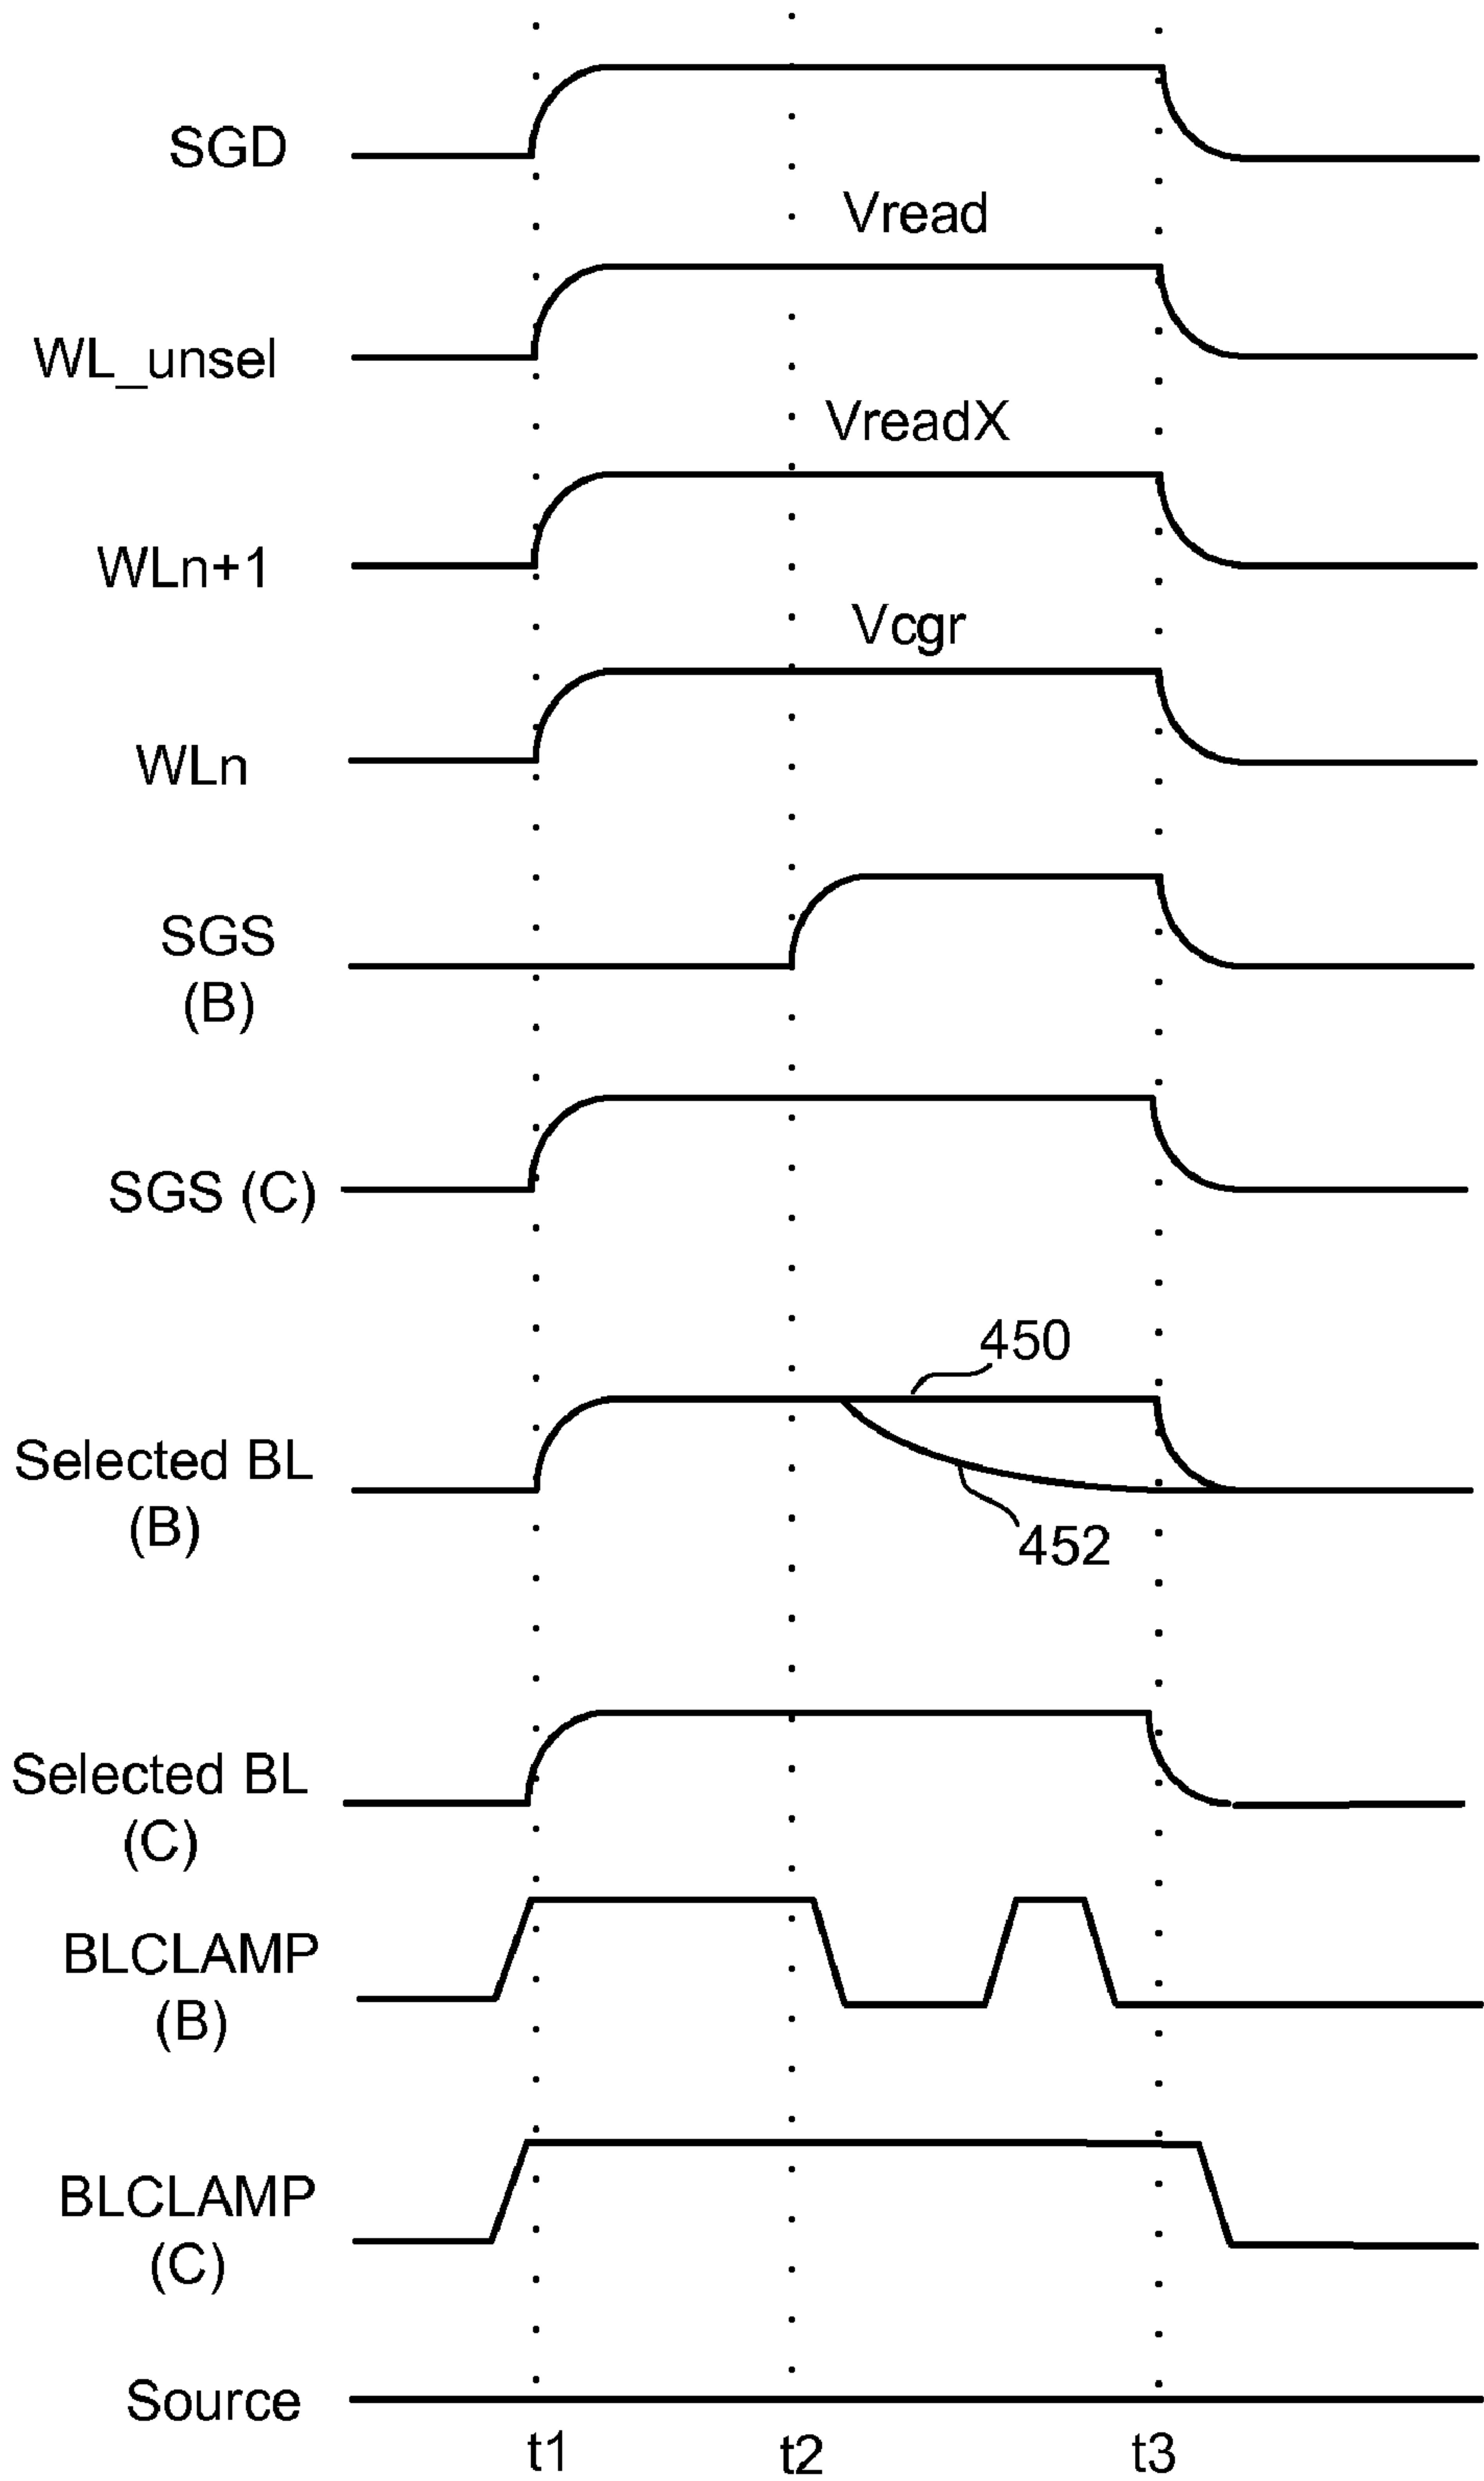 SGD
Vread
WL_unsel
VreadX
WLn+1
Vcgr
WLn
SGS
(B)
SGS (C)
450
Selected BL
(B)
452
Selected BL
(C)
BLCLAMP
(B)
BLCLAMP
(C)
Source
t1 t2 t3